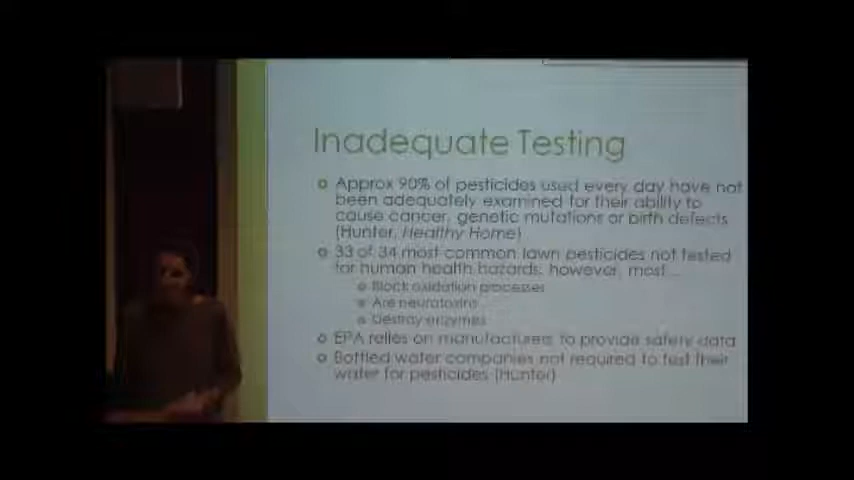 Inadequate Testing
Approx 90% of pesticides used every day have not
been adequately examined for their ability to
cause cancer, genetic mutations or birth defects
(Hunter, Healthy Home)
33 of 34 most common lawn pesticides not tested
for human health hazards; however, most...
Block oxidation processes
Are neurotoxins
Destroy enzymes
EPA relies on manufacturers to provide safety data
Bottled water companies not required to test their
water for pesticides (Hunter)